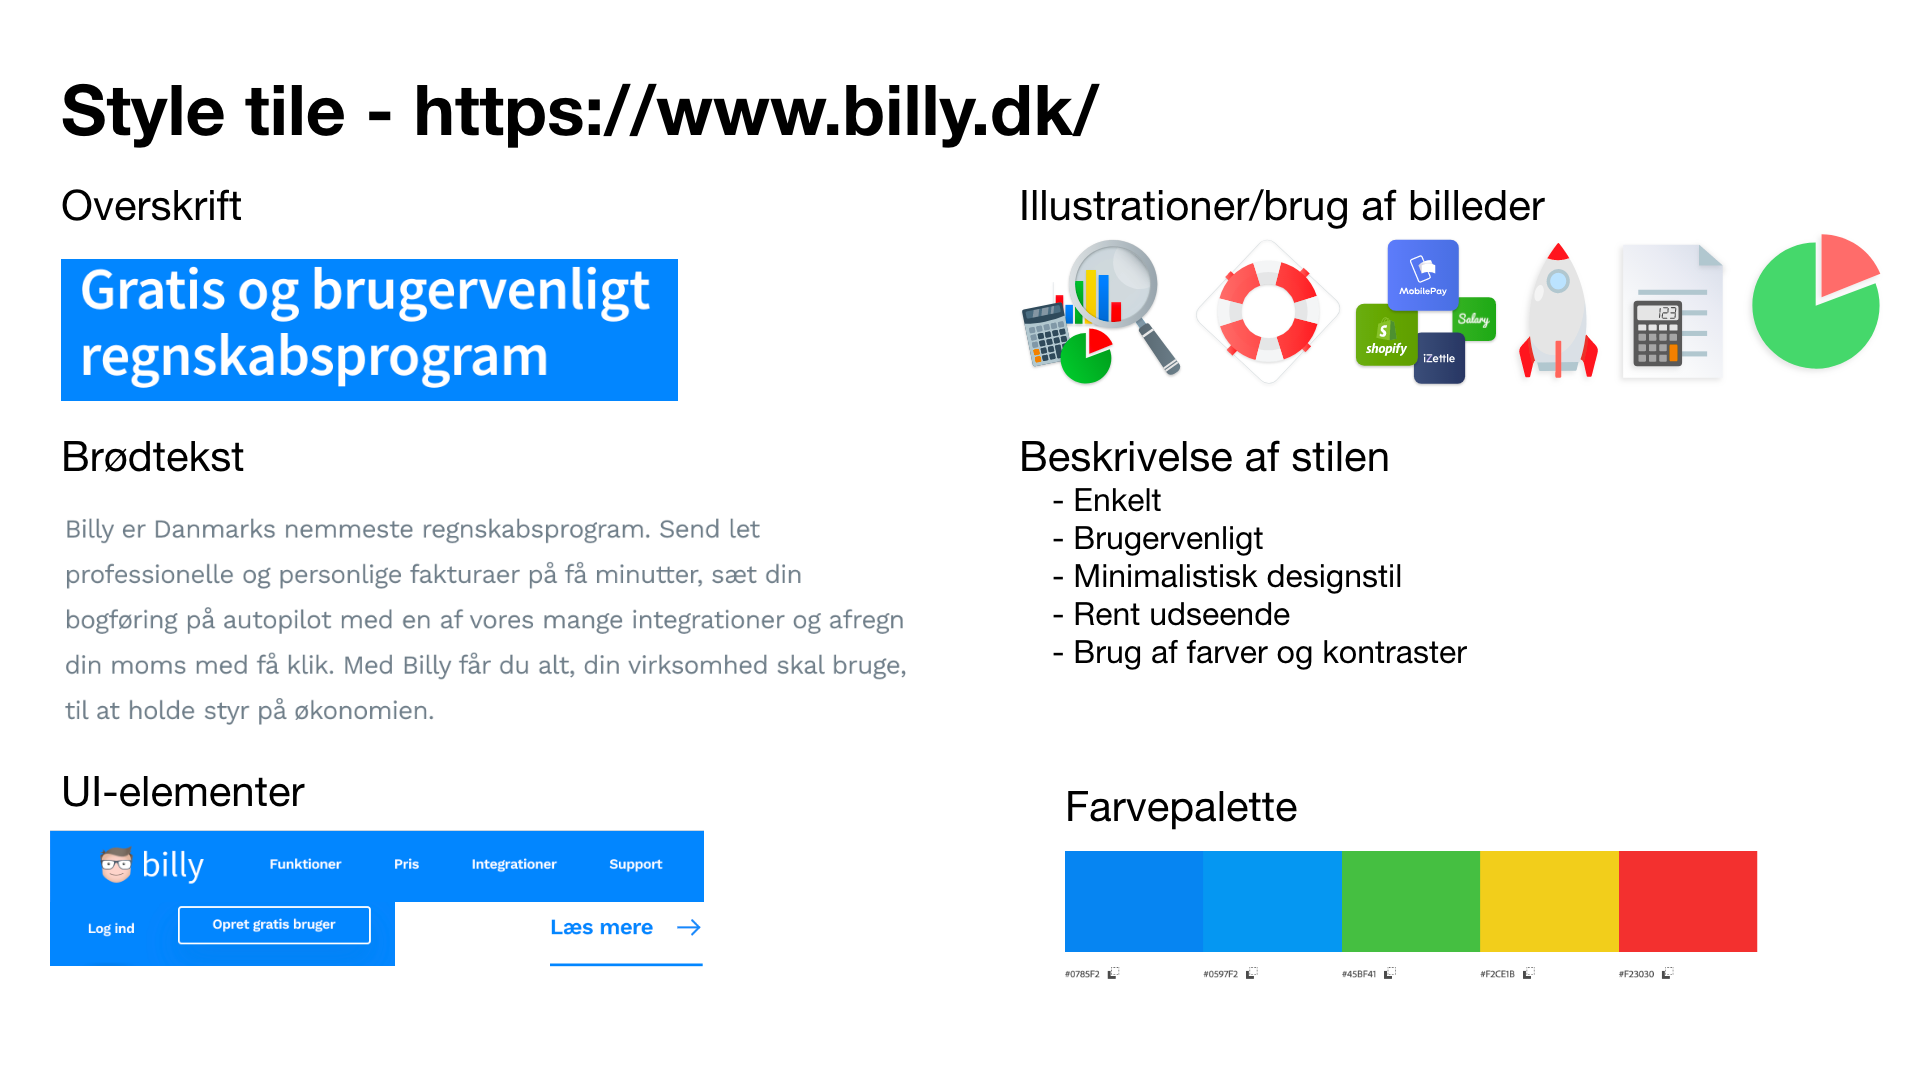 Style tile - https://www.billy.dk/
Overskrift
Gratis og brugervenligt
regnskabsprogram
Brødtekst
Billy er Danmarks nemmeste regnskabsprogram. Send let
professionelle og personlige fakturaer på få minutter, sæt din
bogføring på autopilot med en af vores mange integrationer og afregn
din moms med få klik. Med Billy får du alt, din virksomhed skal bruge,
til at holde styr på økonomien.
UI-elementer
billy Funktioner Pris Integrationer Support
Log ind Opret gratis bruger
Læs mere
Illustrationer/brug af billeder
MobilePay
Salary
S
shopify
iZettle
123
Beskrivelse af stilen
- Enkelt
- Brugervenligt
- Minimalistisk designstil
- Rent udseende
- Brug af farver og kontraster
Farvepalette
#0785F2 #0597F2 #45BF41 #F2CE1B #F23030